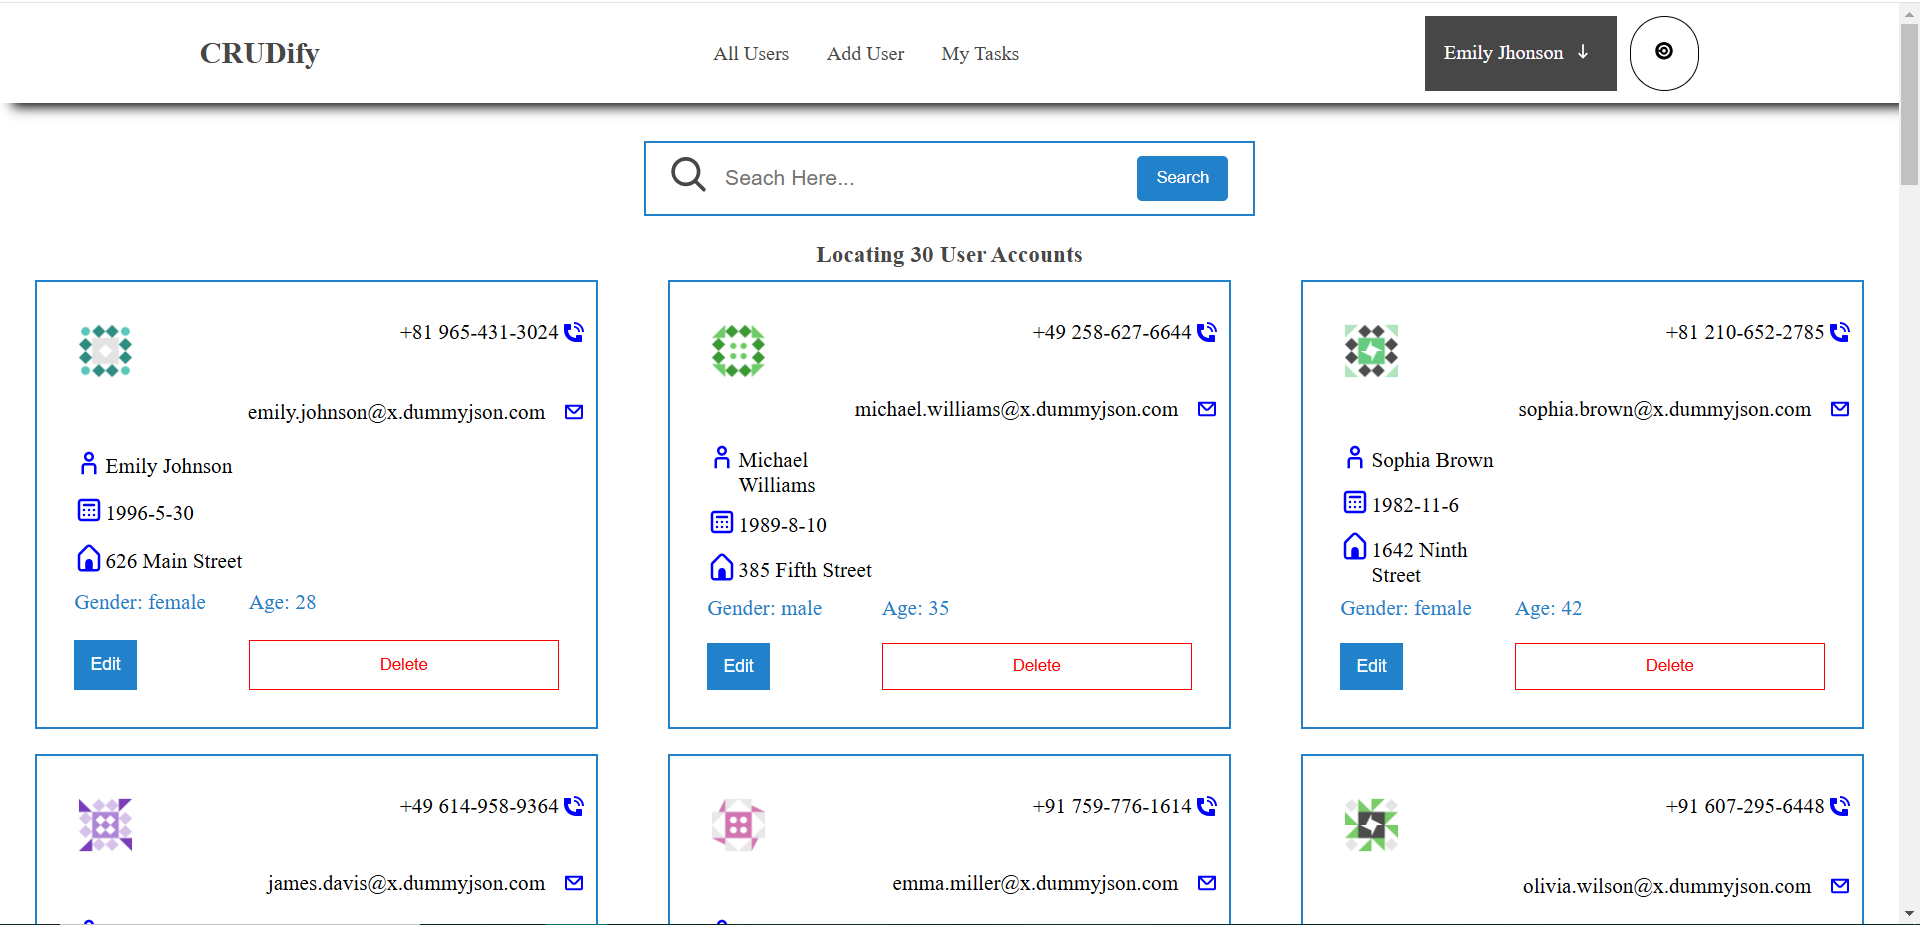 CRUDify
All Users
Add User
My Tasks
Emily Jhonson ↓
Seach Here...
Search
Locating 30 User Accounts
+81 965-431-3024
emily.johnson@x.dummyjson.com
Emily Johnson
1996-5-30
626 Main Street
Gender: female
Age: 28
Edit
Delete
+49 258-627-6644
michael.williams@x.dummyjson.com
Michael
Williams
1989-8-10
385 Fifth Street
Gender: male
Age: 35
Edit
Delete
+81 210-652-2785
sophia.brown@x.dummyjson.com
Sophia Brown
1982-11-6
1642 Ninth
Street
Gender: female
Age: 42
Edit
Delete
+49 614-958-9364
james.davis@x.dummyjson.com
+91 759-776-1614
emma.miller@x.dummyjson.com
+91 607-295-6448
olivia.wilson@x.dummyjson.com